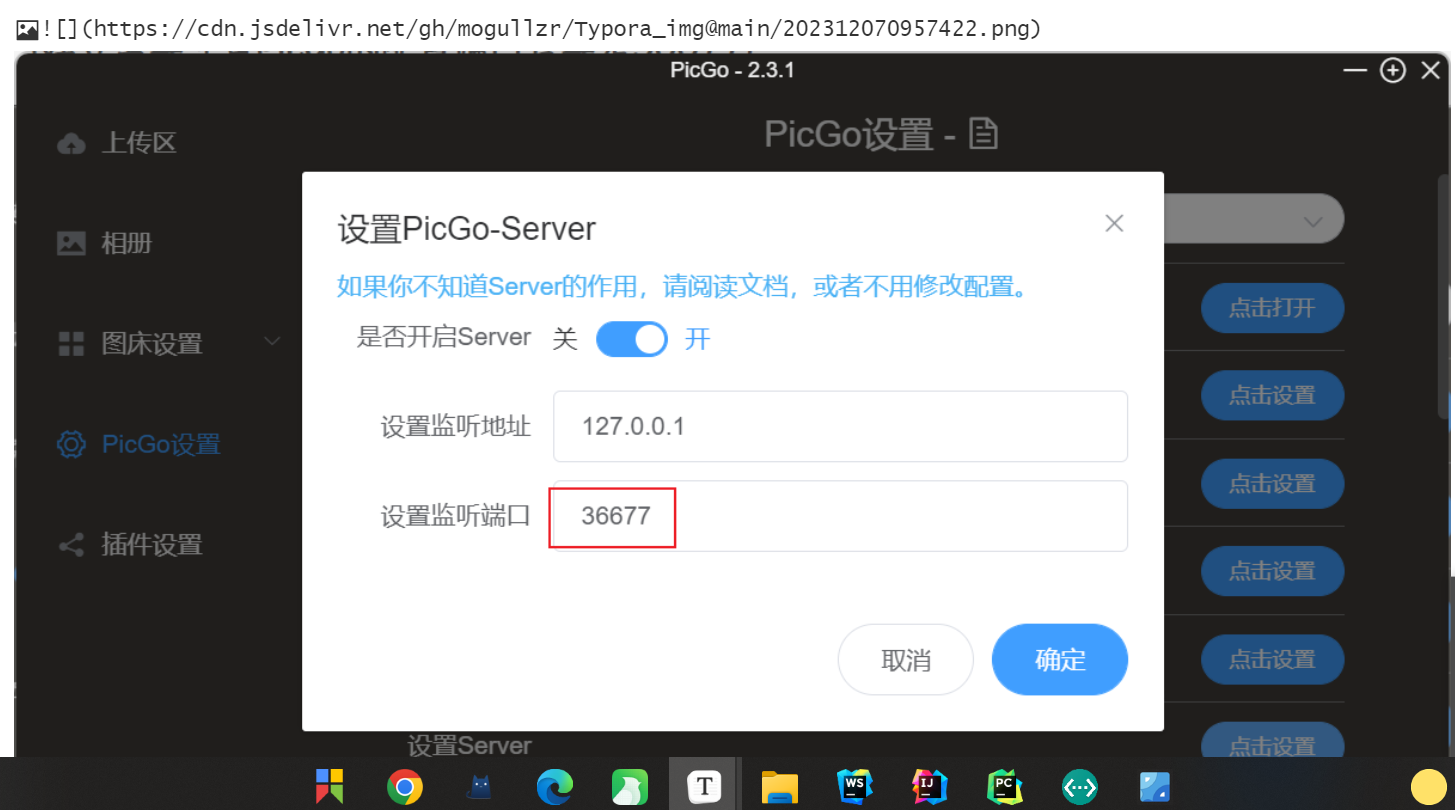 ![](https://cdn.jsdelivr.net/gh/mogullzr/Typora_img@main/202312070957422.png)
PicGo - 2.3.1
上传区
PicGo设置 -
设置PicGo-Server
相册
如果你不知道Server的作用，请阅读文档，或者不用修改配置。
点击打开
是否开启Server 关 开
图床设置
点击设置
设置监听地址 127.0.0.1
PicGo设置
点击设置
设置监听端口 36677
插件设置
点击设置
取消 确定
点击设置
设置Server 点击设置
T
WS
IJ
PC